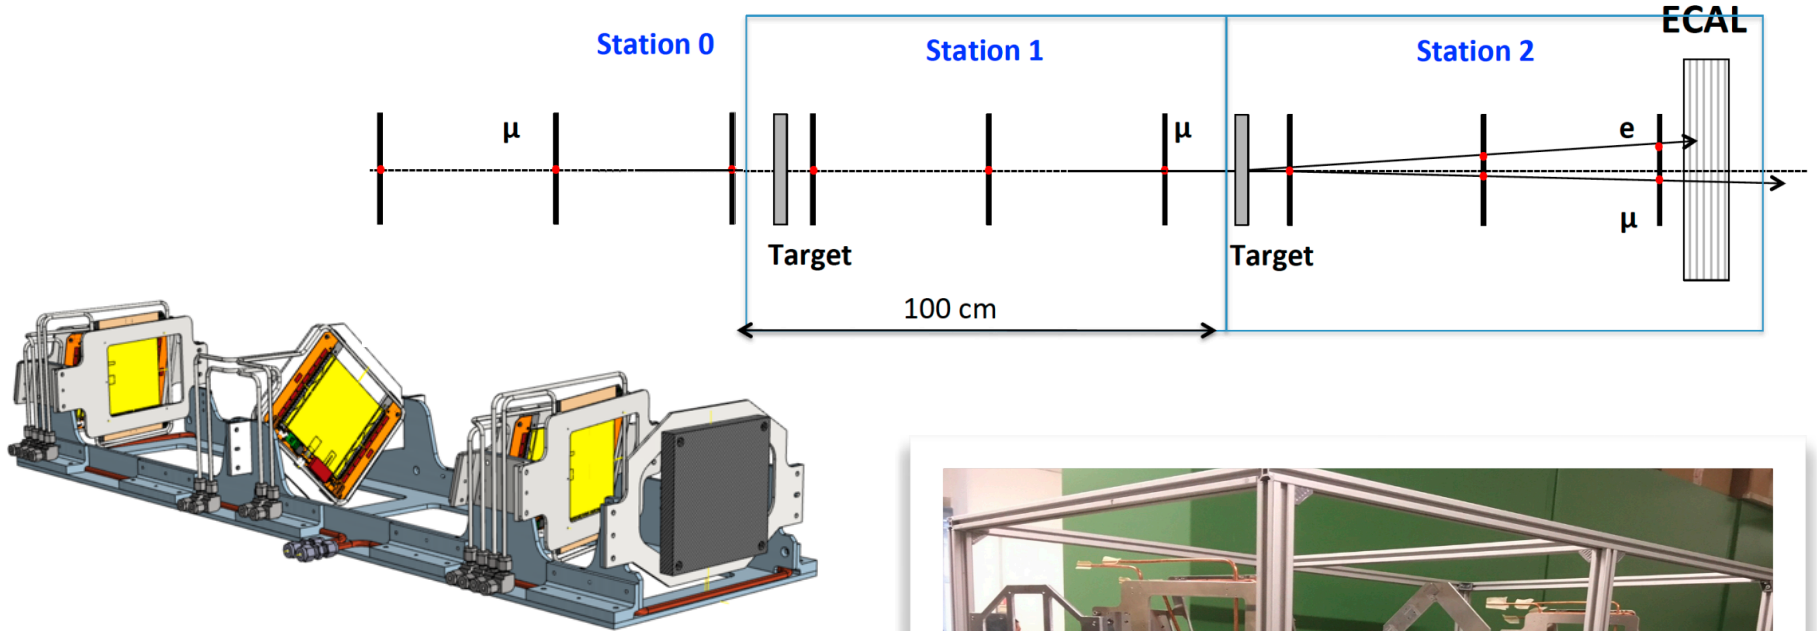 ECAL
Station 0
Station 1
Station 2
μ
μ
e
μ
Target
Target
100 cm